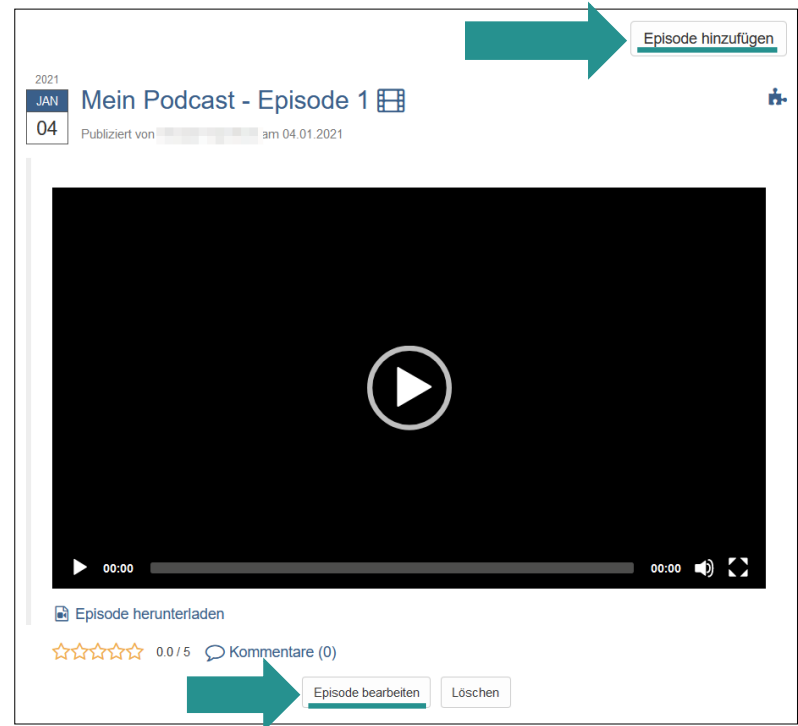 Episode hinzufügen
2021
JAN
04
Mein Podcast - Episode 1
Publiziert von am 04.01.2021
00:00 00:00
Episode herunterladen
0.0 / 5 Kommentare (0)
Episode bearbeiten Löschen